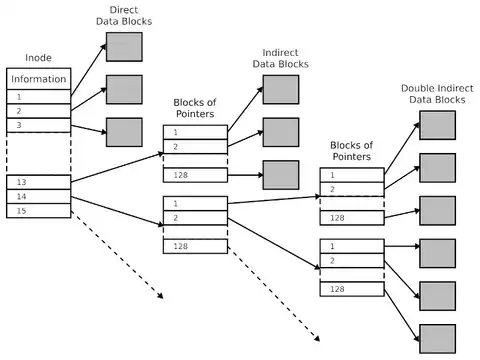 Direct
Data Blocks
Inode
Information
1
2
3
13
14
15
Blocks of
Pointers
1
2
128
1
2
128
Indirect
Data Blocks
Blocks of
Pointers
1
2
128
1
2
128
Double Indirect
Data Blocks